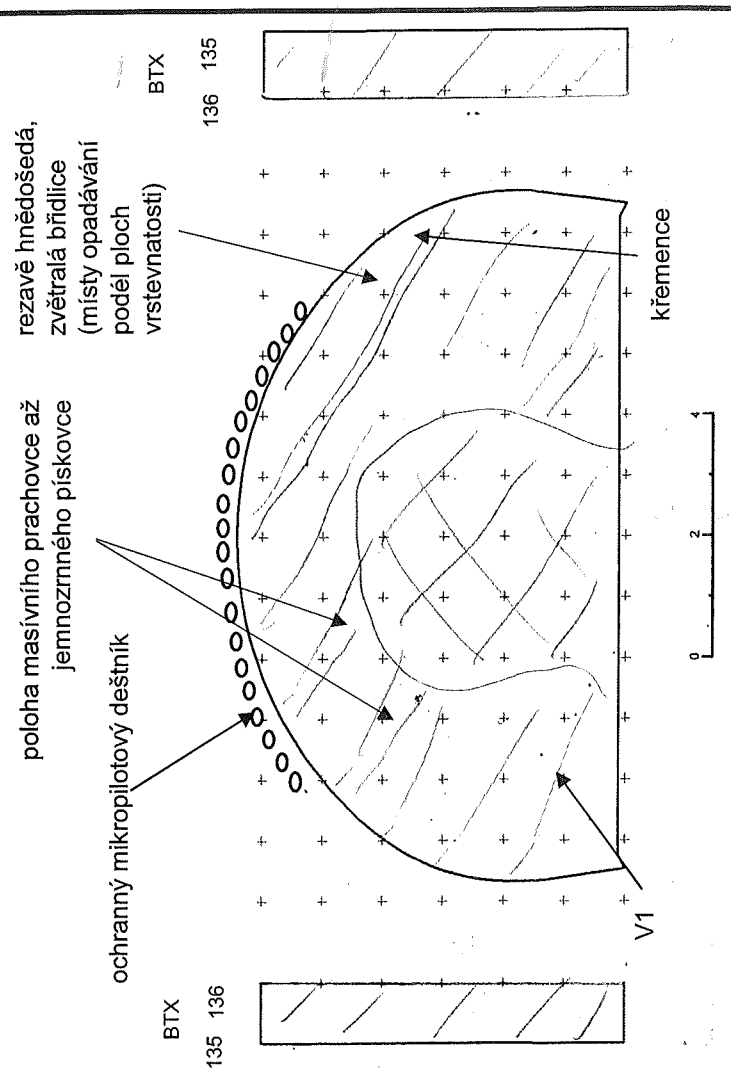 BTX
135 136
ochranný mikropilotový deštník
poloha masívního prachovce až
jemnozrnného pískovce
rezavě hnědošedá,
zvětralá břidlice
(místy opadávání
podél ploch
vrstevnatosti)
BTX
136 135
V1
křemence
0 2 4